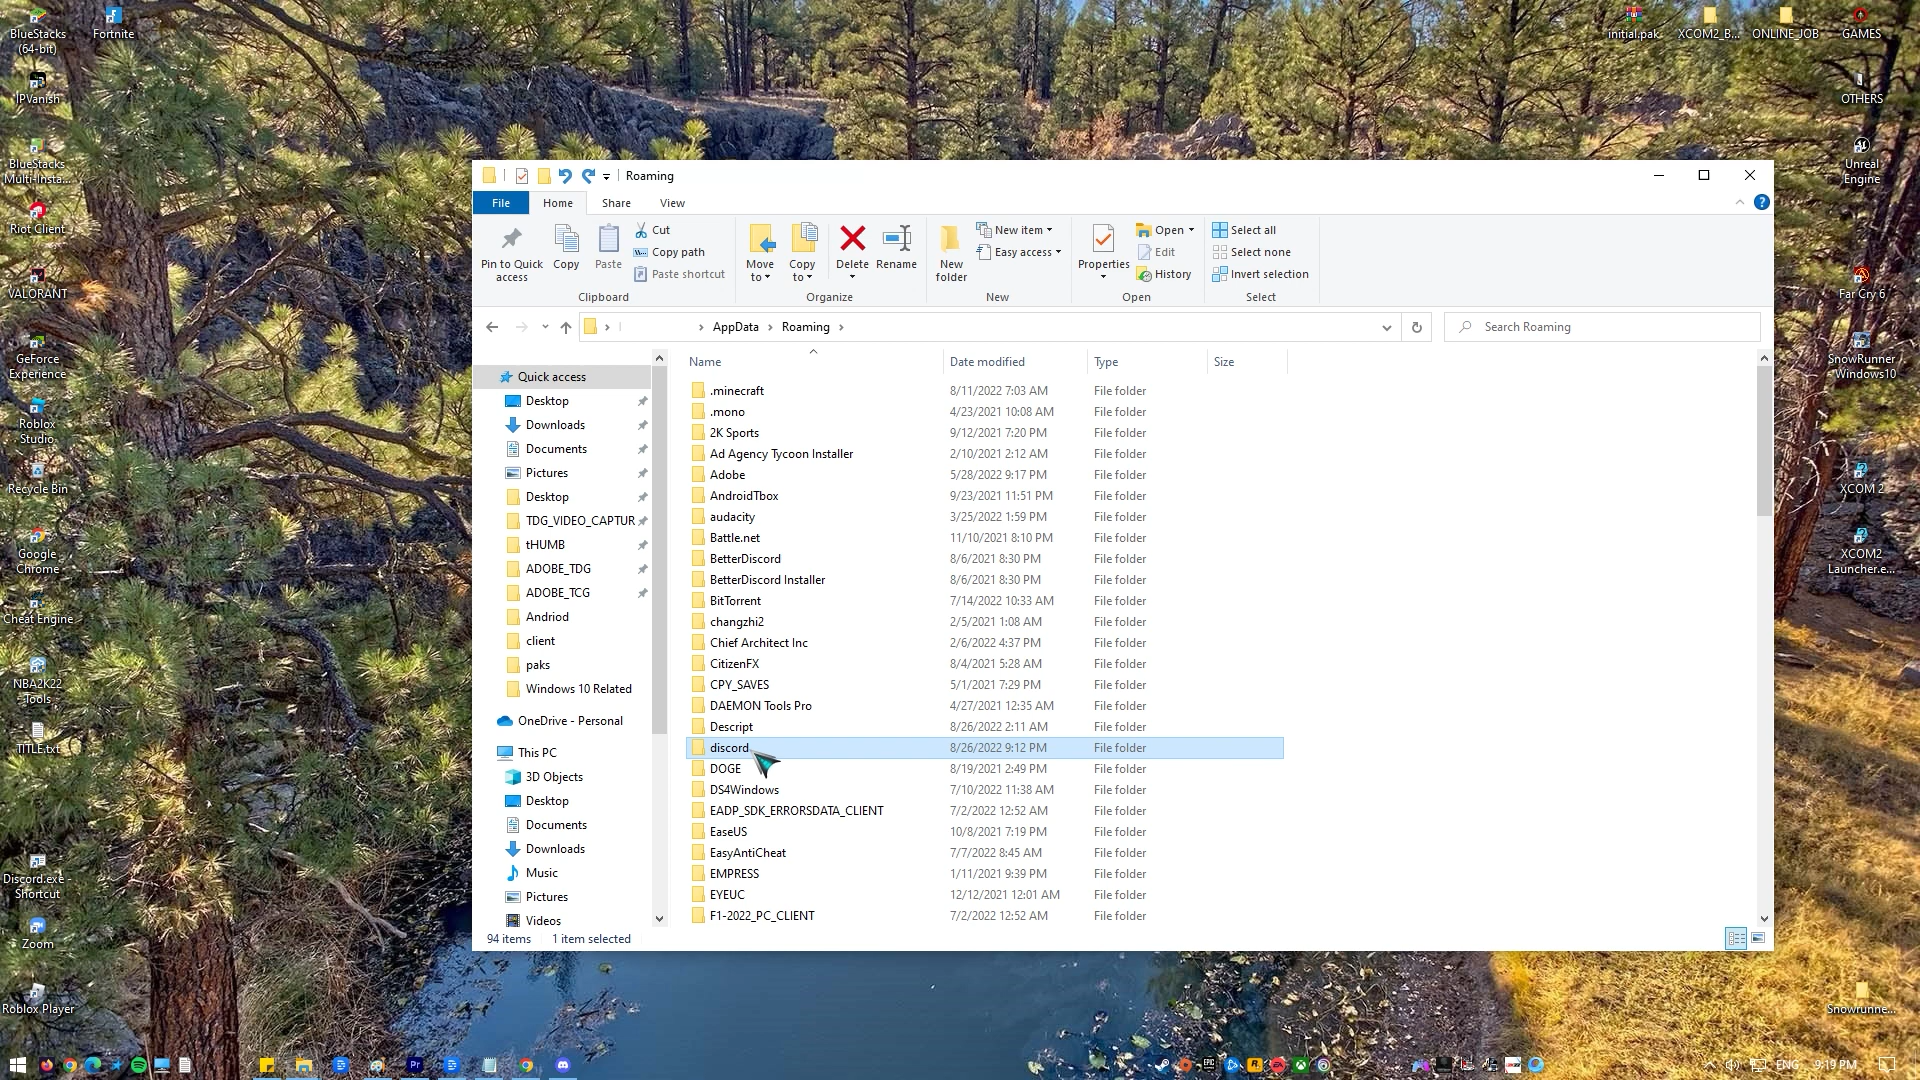 BlueStacks
(64-bit)
Fortnite
initial.pak
XCOM2_B...
ONLINE_JOB
GAMES
IPVanish
OTHERS
BlueStacks
Multi-Insta...
Unreal
Engine
Riot Client
VALORANT
Far Cry 6
GeForce
Experience
SnowRunner
- Windows10
Roblox
Studio
Recycle Bin
XCOM 2
Google
Chrome
XCOM2
Launcher.e...
Cheat Engine
NBA2K22
Tools
TITLE.txt
Discord.exe -
Shortcut
Zoom
Roblox Player
Snowrunne...
Roaming
File
Home
Share
View
Pin to Quick
access
Copy
Paste
Cut
Copy path
Paste shortcut
Clipboard
Move
to
Copy
to
Delete
Rename
Organize
New
folder
New item
Easy access
New
Properties
Open
Edit
History
Open
Select all
Select none
Invert selection
Select
AppData
Roaming
Search Roaming
Quick access
Desktop
Downloads
Documents
Pictures
Desktop
TDG_VIDEO_CAPTUR
tHUMB
ADOBE_TDG
ADOBE_TCG
Andriod
client
paks
Windows 10 Related
OneDrive - Personal
This PC
3D Objects
Desktop
Documents
Downloads
Music
Pictures
Videos
Name Date modified Type Size
.minecraft 8/11/2022 7:03 AM File folder
.mono 4/23/2021 10:08 AM File folder
2K Sports 9/12/2021 7:20 PM File folder
Ad Agency Tycoon Installer 2/10/2021 2:12 AM File folder
Adobe 5/28/2022 9:17 PM File folder
AndroidTbox 9/23/2021 11:51 PM File folder
audacity 3/25/2022 1:59 PM File folder
Battle.net 11/10/2021 8:10 PM File folder
BetterDiscord 8/6/2021 8:30 PM File folder
BetterDiscord Installer 8/6/2021 8:30 PM File folder
BitTorrent 7/14/2022 10:33 AM File folder
changzhi2 2/5/2021 1:08 AM File folder
Chief Architect Inc 2/6/2022 4:37 PM File folder
CitizenFX 8/4/2021 5:28 AM File folder
CPY_SAVES 5/1/2021 7:29 PM File folder
DAEMON Tools Pro 4/27/2021 12:35 AM File folder
Descript 8/26/2022 2:11 AM File folder
discord 8/26/2022 9:12 PM File folder
DOGE 8/19/2021 2:49 PM File folder
DS4Windows 7/10/2022 11:38 AM File folder
EADP_SDK_ERRORSDATA_CLIENT 7/2/2022 12:52 AM File folder
EaseUS 10/8/2021 7:19 PM File folder
EasyAntiCheat 7/7/2022 8:45 AM File folder
EMPRESS 1/11/2021 9:39 PM File folder
EYEUC 12/12/2021 12:01 AM File folder
F1-2022_PC_CLIENT 7/2/2022 12:52 AM File folder
94 items 1 item selected
Pr
EPIC
ENG
9:19 PM